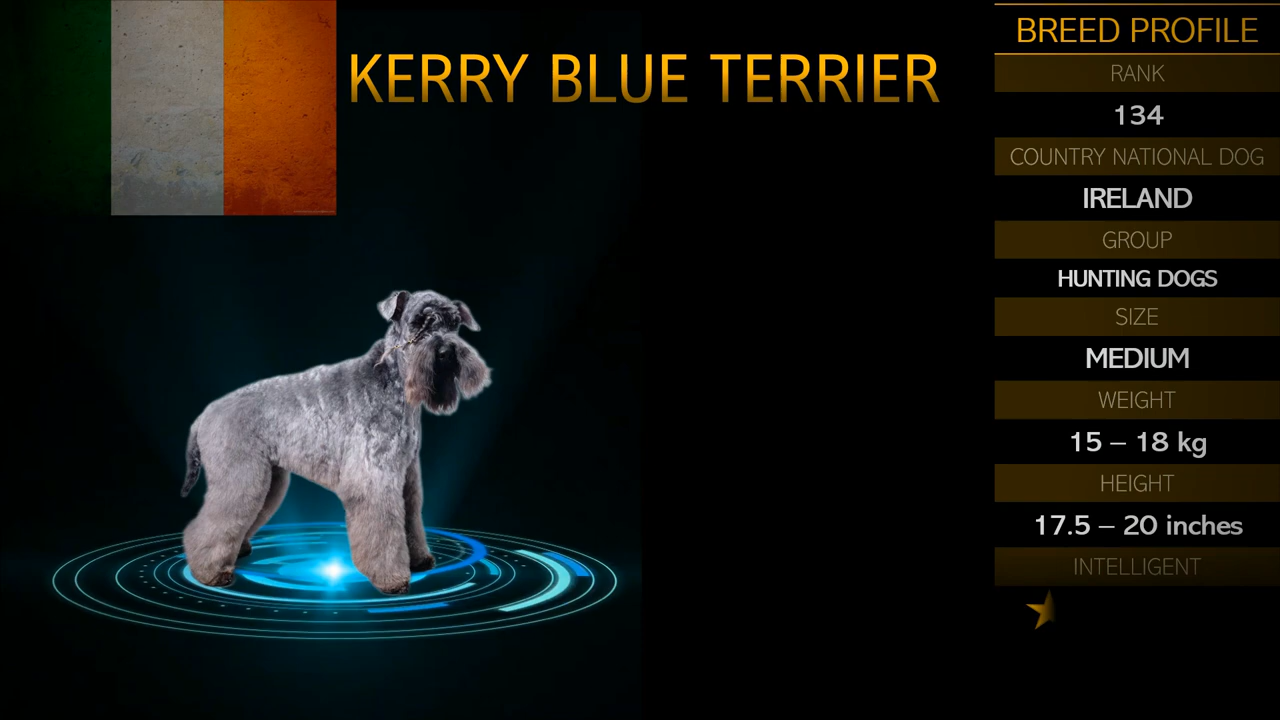 KERRY BLUE TERRIER
BREED PROFILE
RANK
134
COUNTRY NATIONAL DOG
IRELAND
GROUP
HUNTING DOGS
SIZE
MEDIUM
WEIGHT
15 – 18 kg
HEIGHT
17.5 – 20 inches
INTELLIGENT